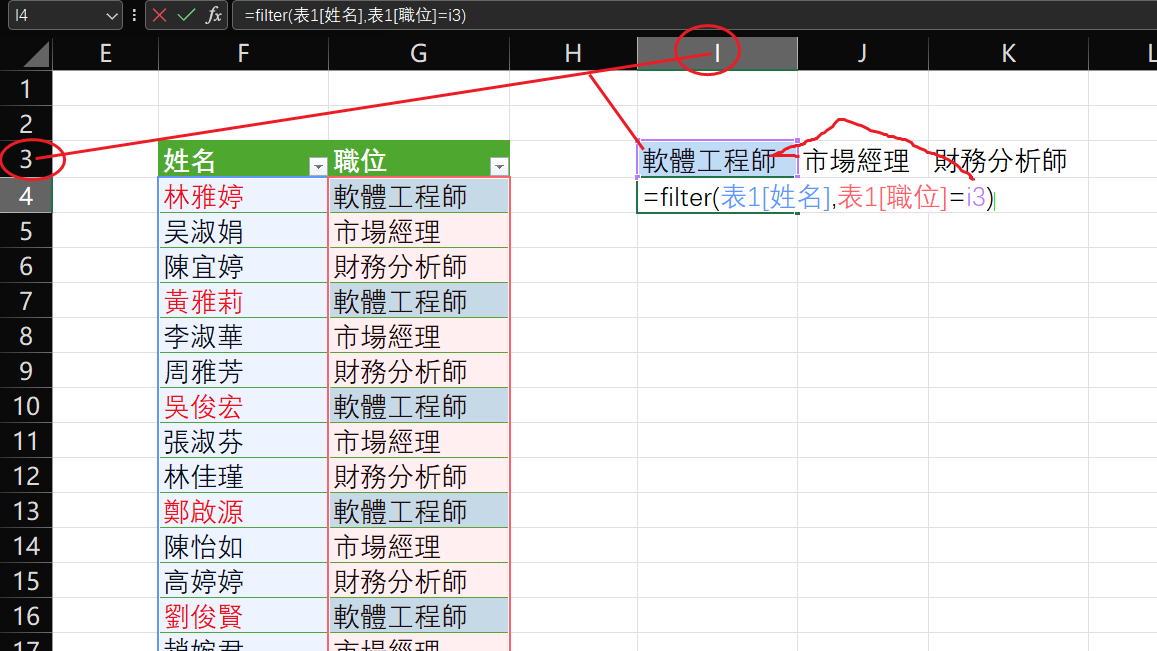 I4 fx =filter(表1[姓名],表1[職位]=i3)
E F G H I J K L
1
2
3 姓名 職位 軟體工程師 市場經理 財務分析師
4 林雅婷 軟體工程師 =filter(表1[姓名],表1[職位]=i3)
5 吴淑娟 市場經理
6 陳宜婷 財務分析師
7 黃雅莉 軟體工程師
8 李淑華 市場經理
9 周雅芳 財務分析師
10 吳俊宏 軟體工程師
11 張淑芬 市場經理
12 林佳瑾 財務分析師
13 鄭啟源 軟體工程師
14 陳怡如 市場經理
15 高婷婷 財務分析師
16 劉俊賢 軟體工程師
17 趙婉君 市場經理